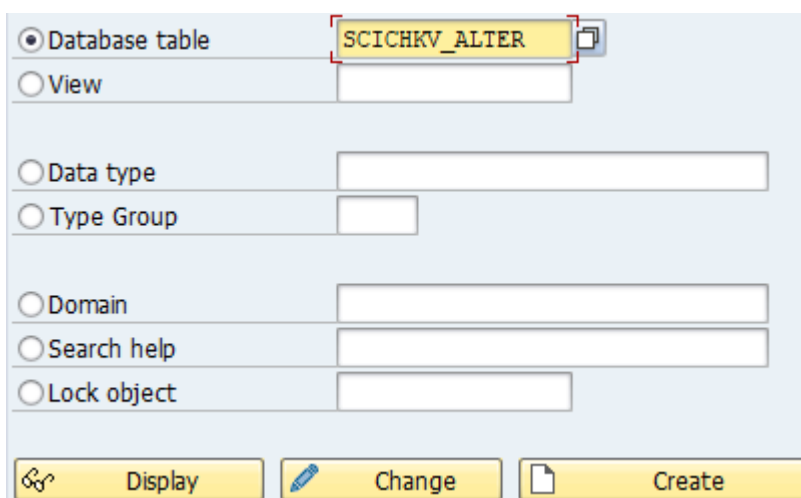 Database table SCICHKV_ALTER
View
Data type
Type Group
Domain
Search help
Lock object
Display Change Create